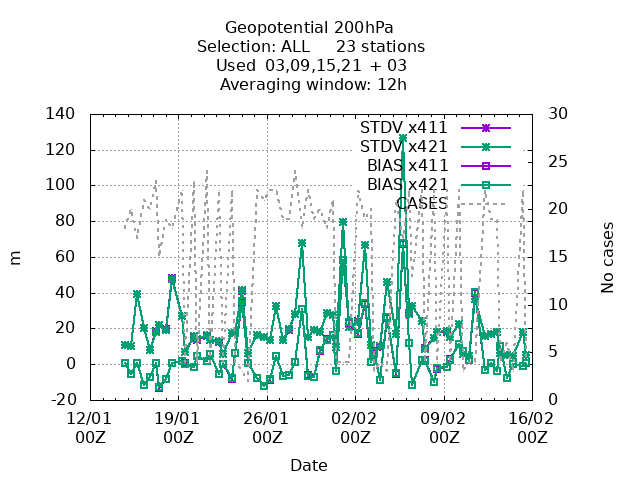 Geopotential 200hPa
Selection: ALL 23 stations
Used 03,09,15,21 + 03
Averaging window: 12h
140
120
100
80
60
40
20
0
-20
m
30
25
20
15
10
5
0
No cases
STDV x411
STDV x421
BIAS x411
BIAS x421
CASES
12/01 19/01 26/01 02/02 09/02 16/02
00Z 00Z 00Z 00Z 00Z 00Z
Date